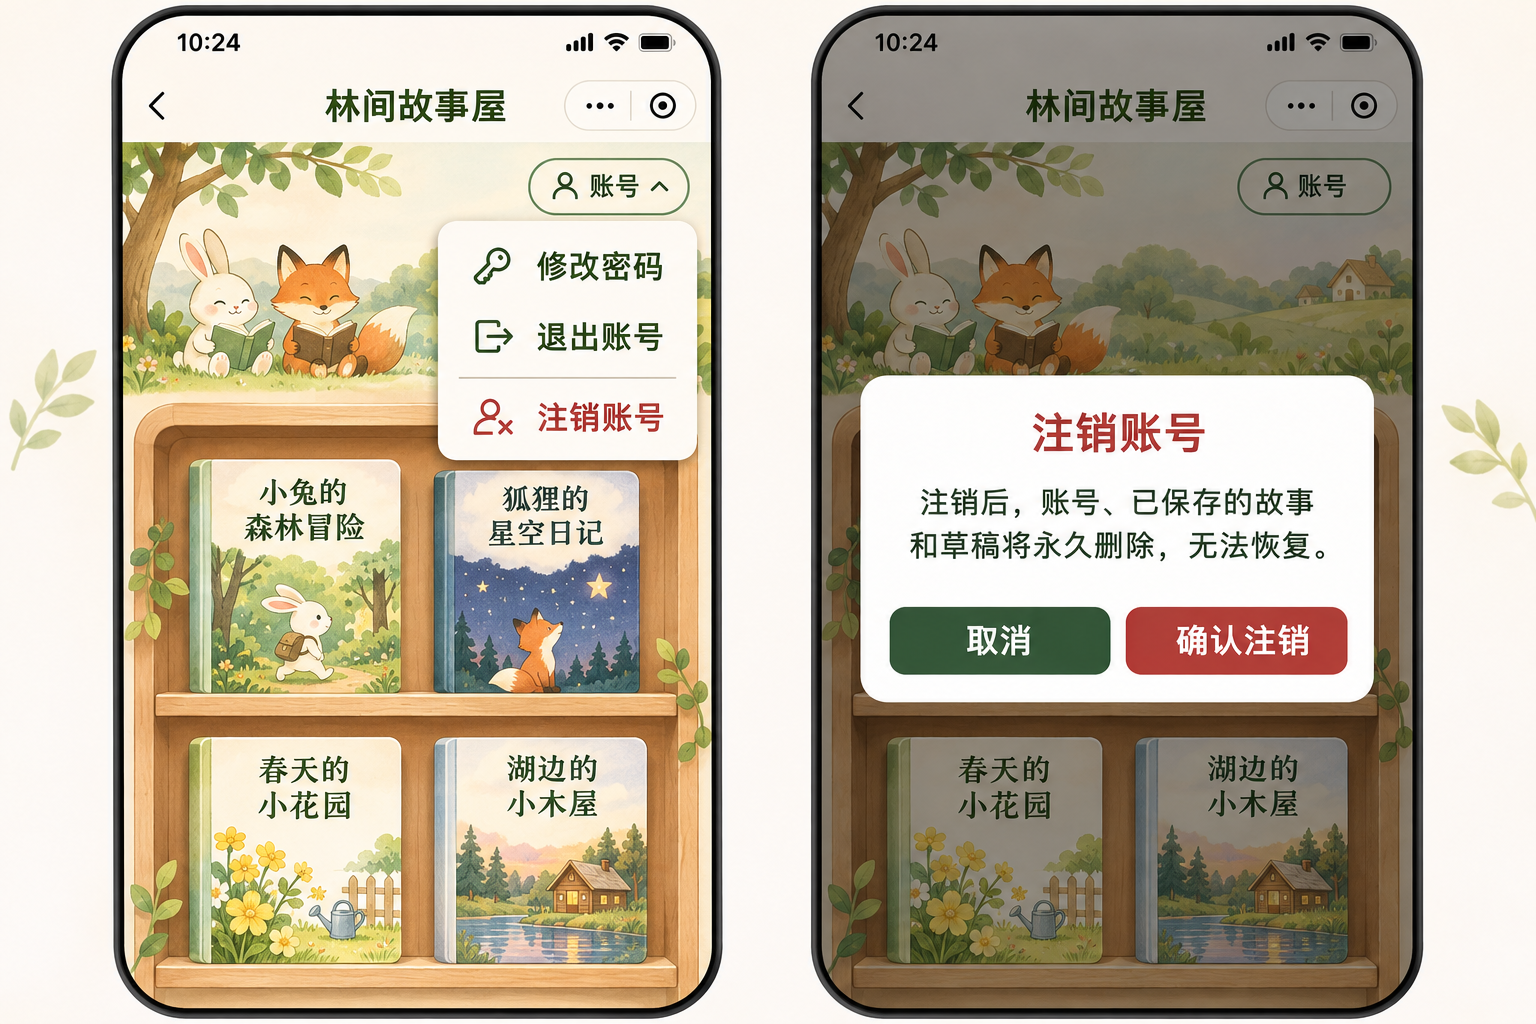 10:24
林间故事屋
账号
修改密码
退出账号
注销账号
小兔的
森林冒险
狐狸的
星空日记
春天的
小花园
湖边的
小木屋
10:24
林间故事屋
账号
注销账号
注销后，账号、已保存的故事
和草稿将永久删除，无法恢复。
取消
确认注销
春天的
小花园
湖边的
小木屋